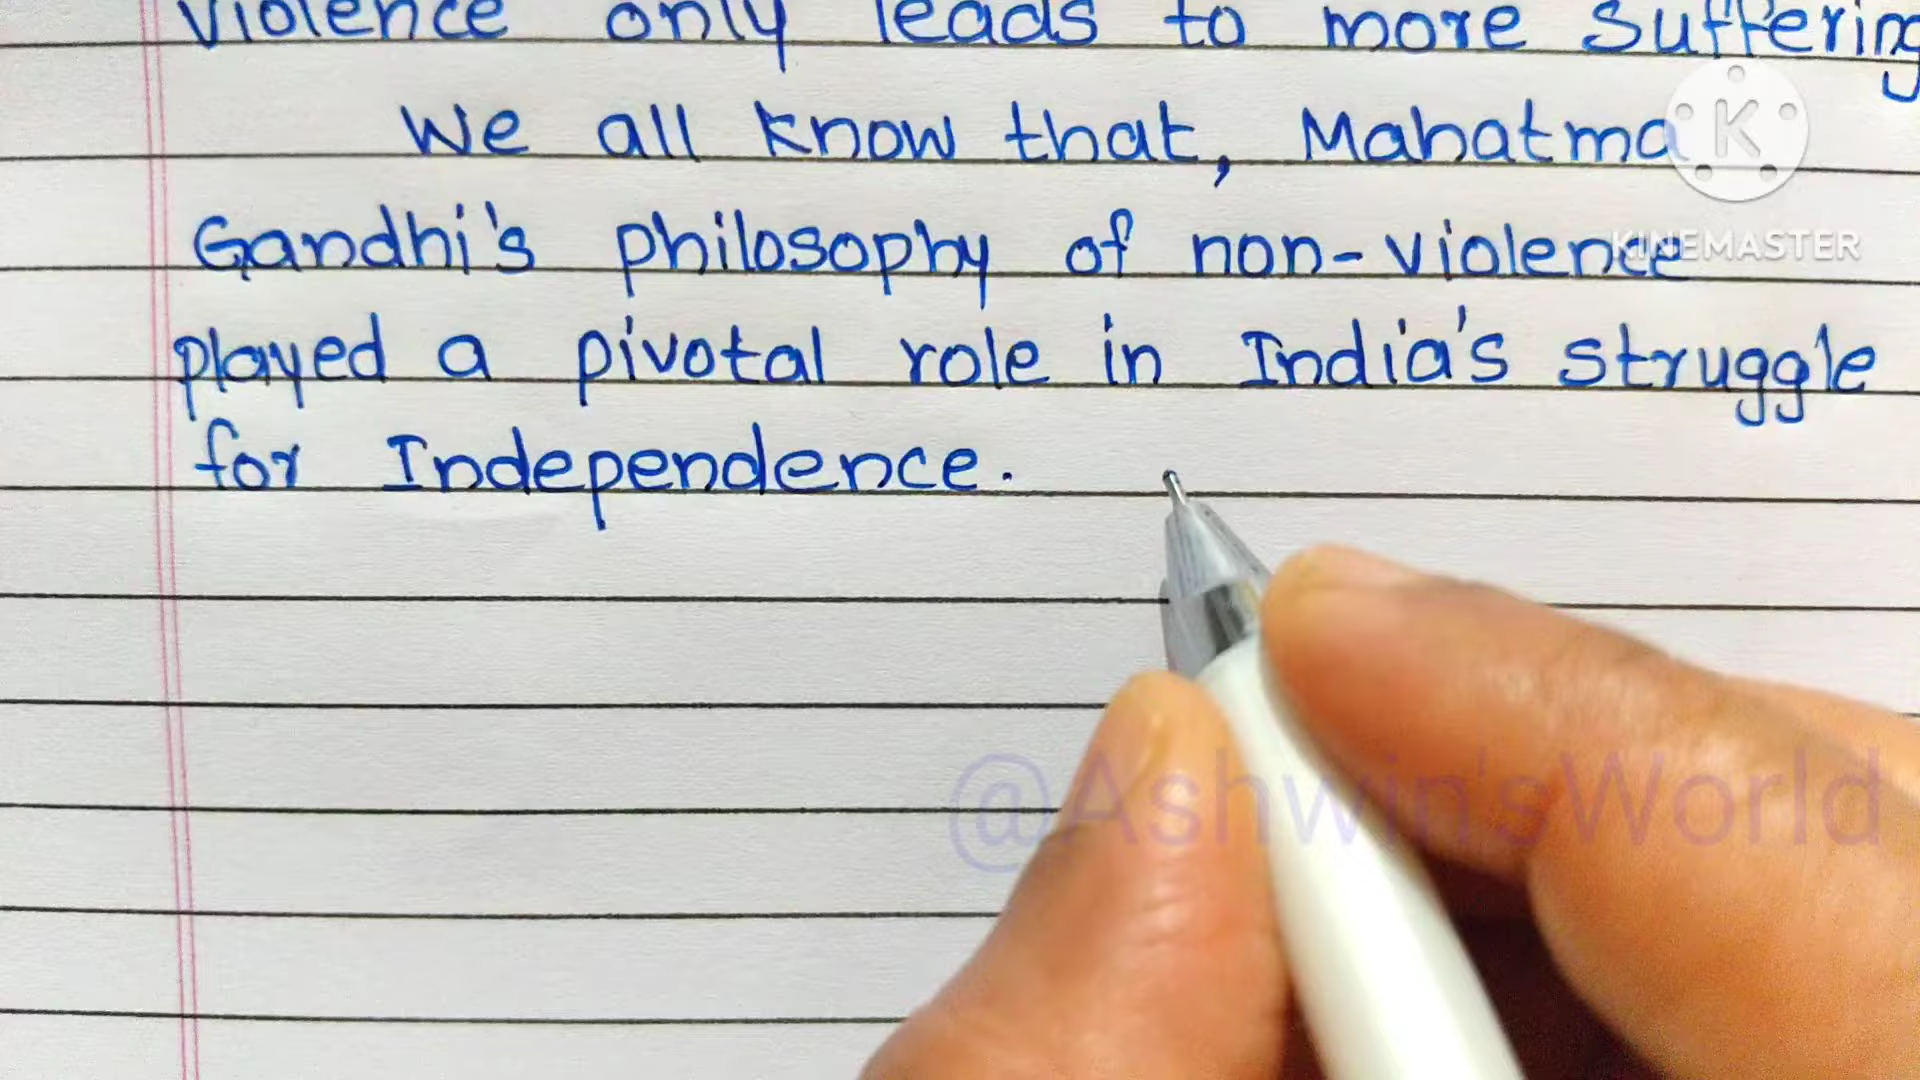 violence only leads to more suffering
We all know that, Mahatma
Gandhi's philosophy of non-violence
played a pivotal role in India's struggle
for Independence.
K
KINEMASTER
@Ashwin'sWorld